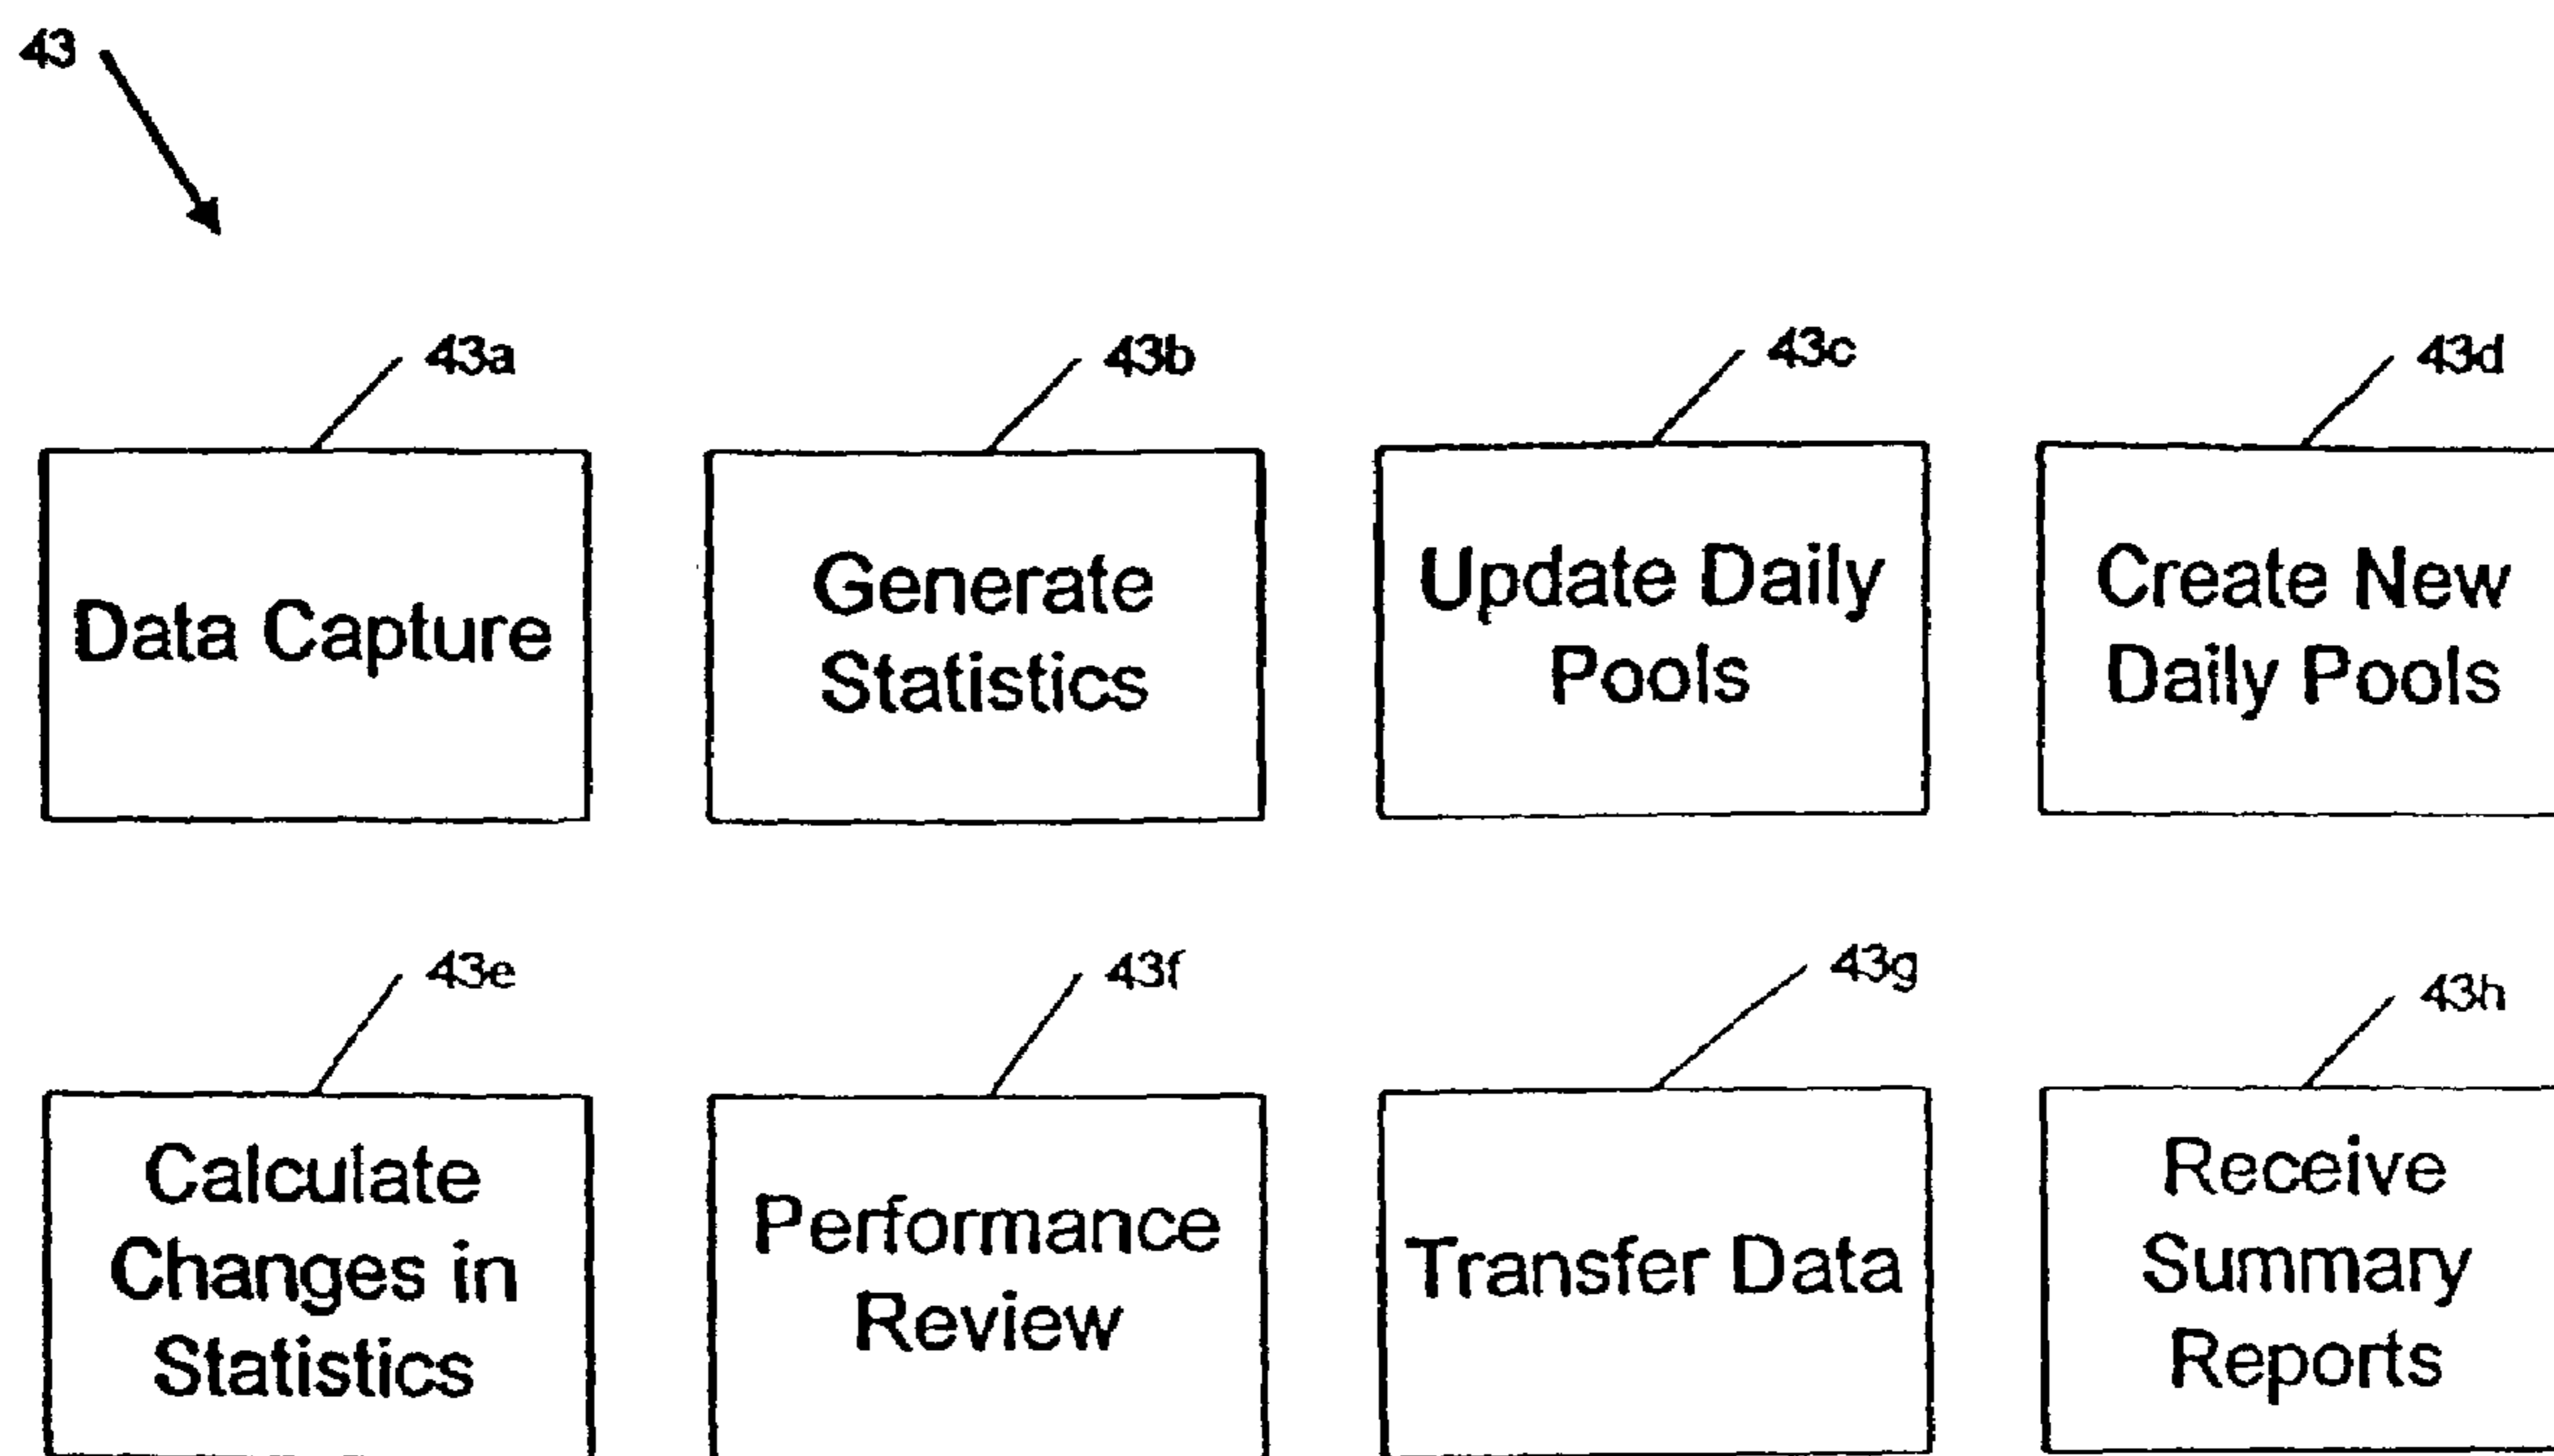 43
43a
43b
43c
43d
Data Capture
Generate
Statistics
Update Daily
Pools
Create New
Daily Pools
43e
43f
43g
43h
Calculate
Changes in
Statistics
Performance
Review
Transfer Data
Receive
Summary
Reports